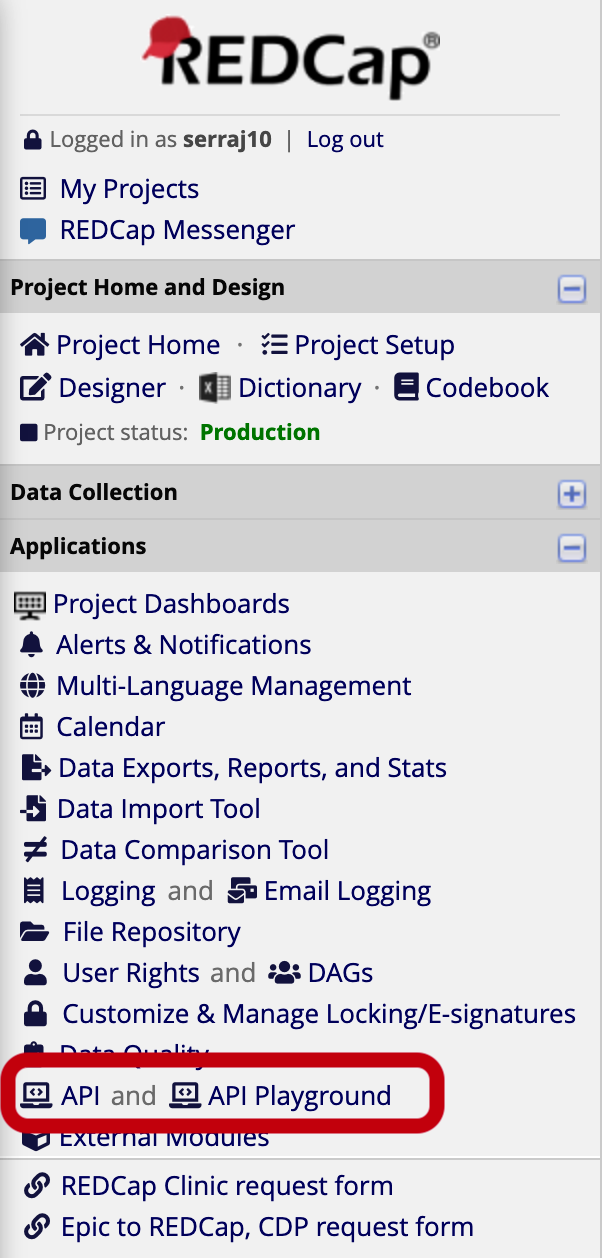 REDCap®
Logged in as serraj10 | Log out
My Projects
REDCap Messenger
Project Home and Design
Project Home · Project Setup
Designer · Dictionary · Codebook
Project status: Production
Data Collection
Applications
Project Dashboards
Alerts & Notifications
Multi-Language Management
Calendar
Data Exports, Reports, and Stats
Data Import Tool
Data Comparison Tool
Logging and Email Logging
File Repository
User Rights and DAGs
Customize & Manage Locking/E-signatures
Data Quality
API and API Playground
External Modules
REDCap Clinic request form
Epic to REDCap, CDP request form